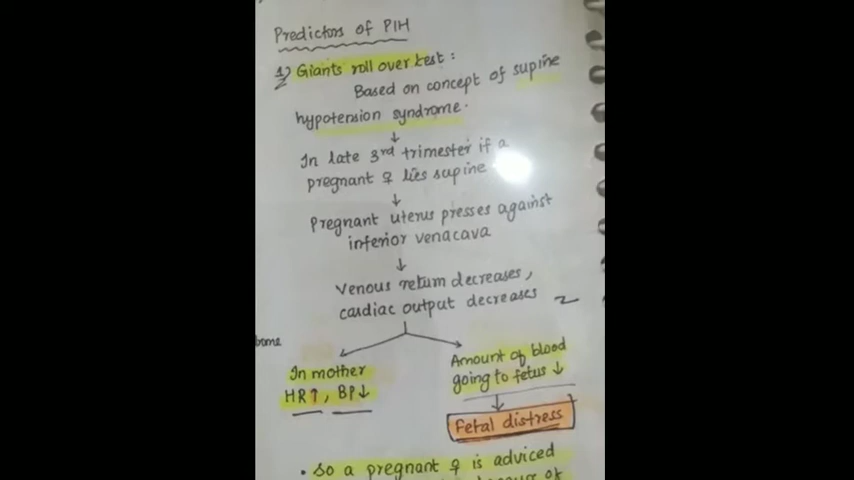 Predictors of PIH
1) Giants' roll over test :
Based on concept of supine
hypotension syndrome.
↓
In late 3rd trimester if a
pregnant ♀ lies supine
↓
Pregnant uterus presses against
inferior venacava
↓
Venous return decreases,
cardiac output decreases
In mother
HR↑, BP↓
Amount of blood
going to fetus ↓
↓
Fetal distress
• So a pregnant ♀ is adviced
of